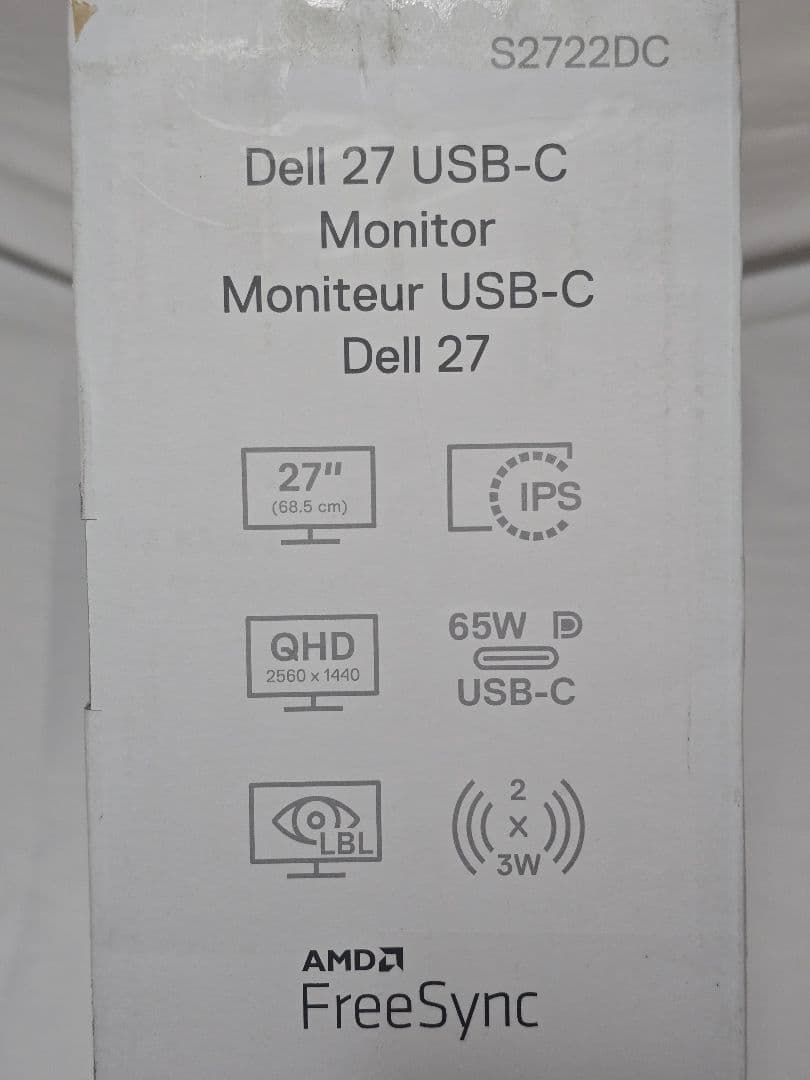 S2722DC
Dell 27 USB-C
Monitor
Moniteur USB-C
Dell 27
27"
(68.5 cm)
IPS
QHD
2560 x 1440
65W
USB-C
LBL
2
x
3W
AMD
FreeSync